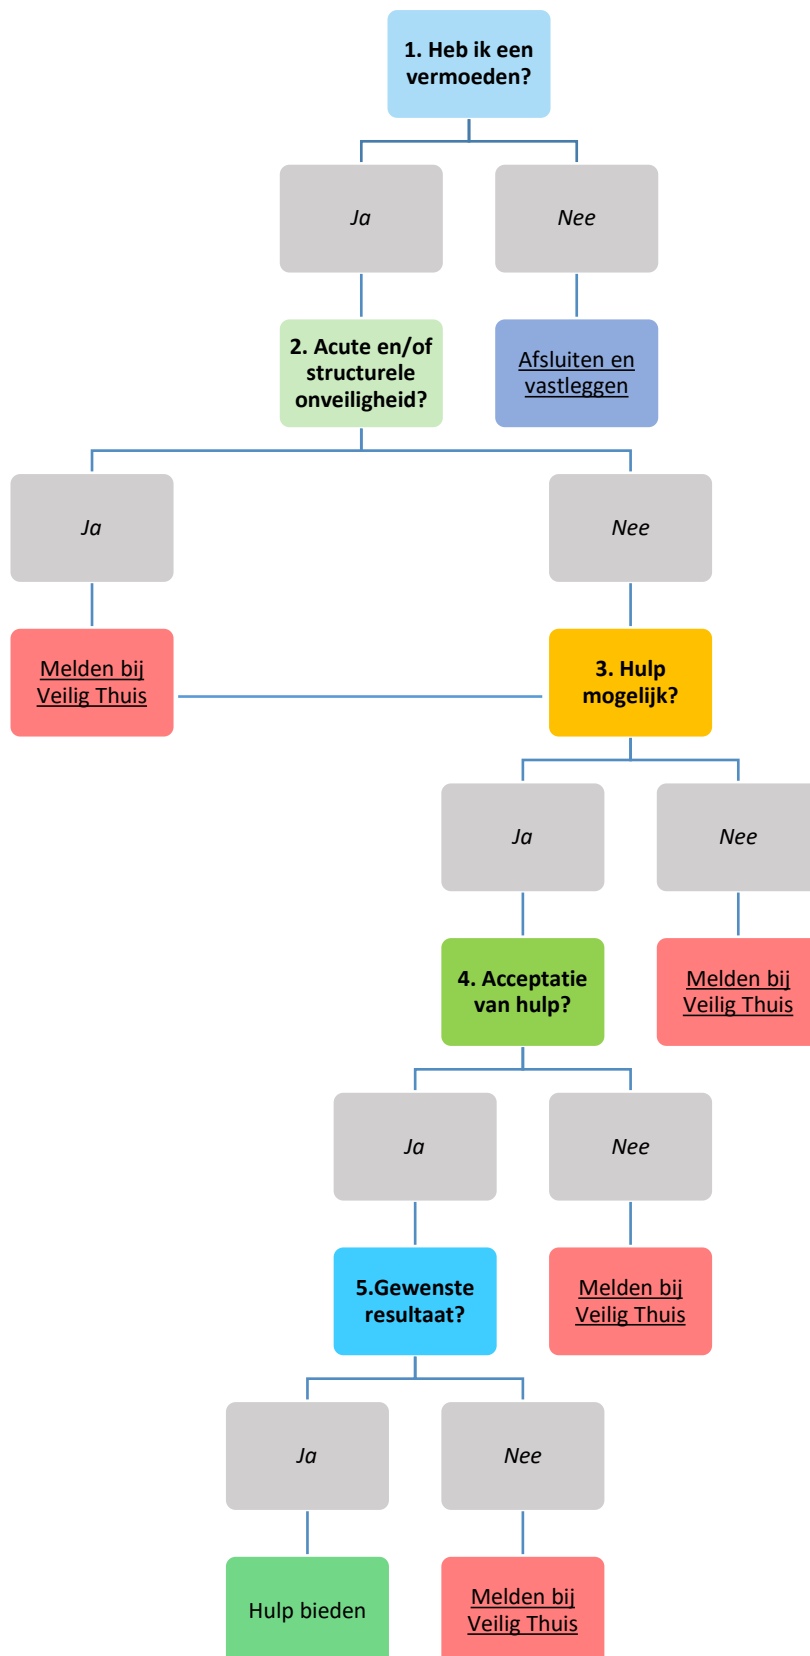 1. Heb ik een
vermoeden?
Ja
Nee
2. Acute en/of
structurele
onveiligheid?
Afsluiten en
vastleggen
Ja
Nee
Melden bij
Veilig Thuis
3. Hulp
mogelijk?
Ja
Nee
4. Acceptatie
van hulp?
Melden bij
Veilig Thuis
Ja
Nee
5.Gewenste
resultaat?
Melden bij
Veilig Thuis
Ja
Nee
Hulp bieden
Melden bij
Veilig Thuis